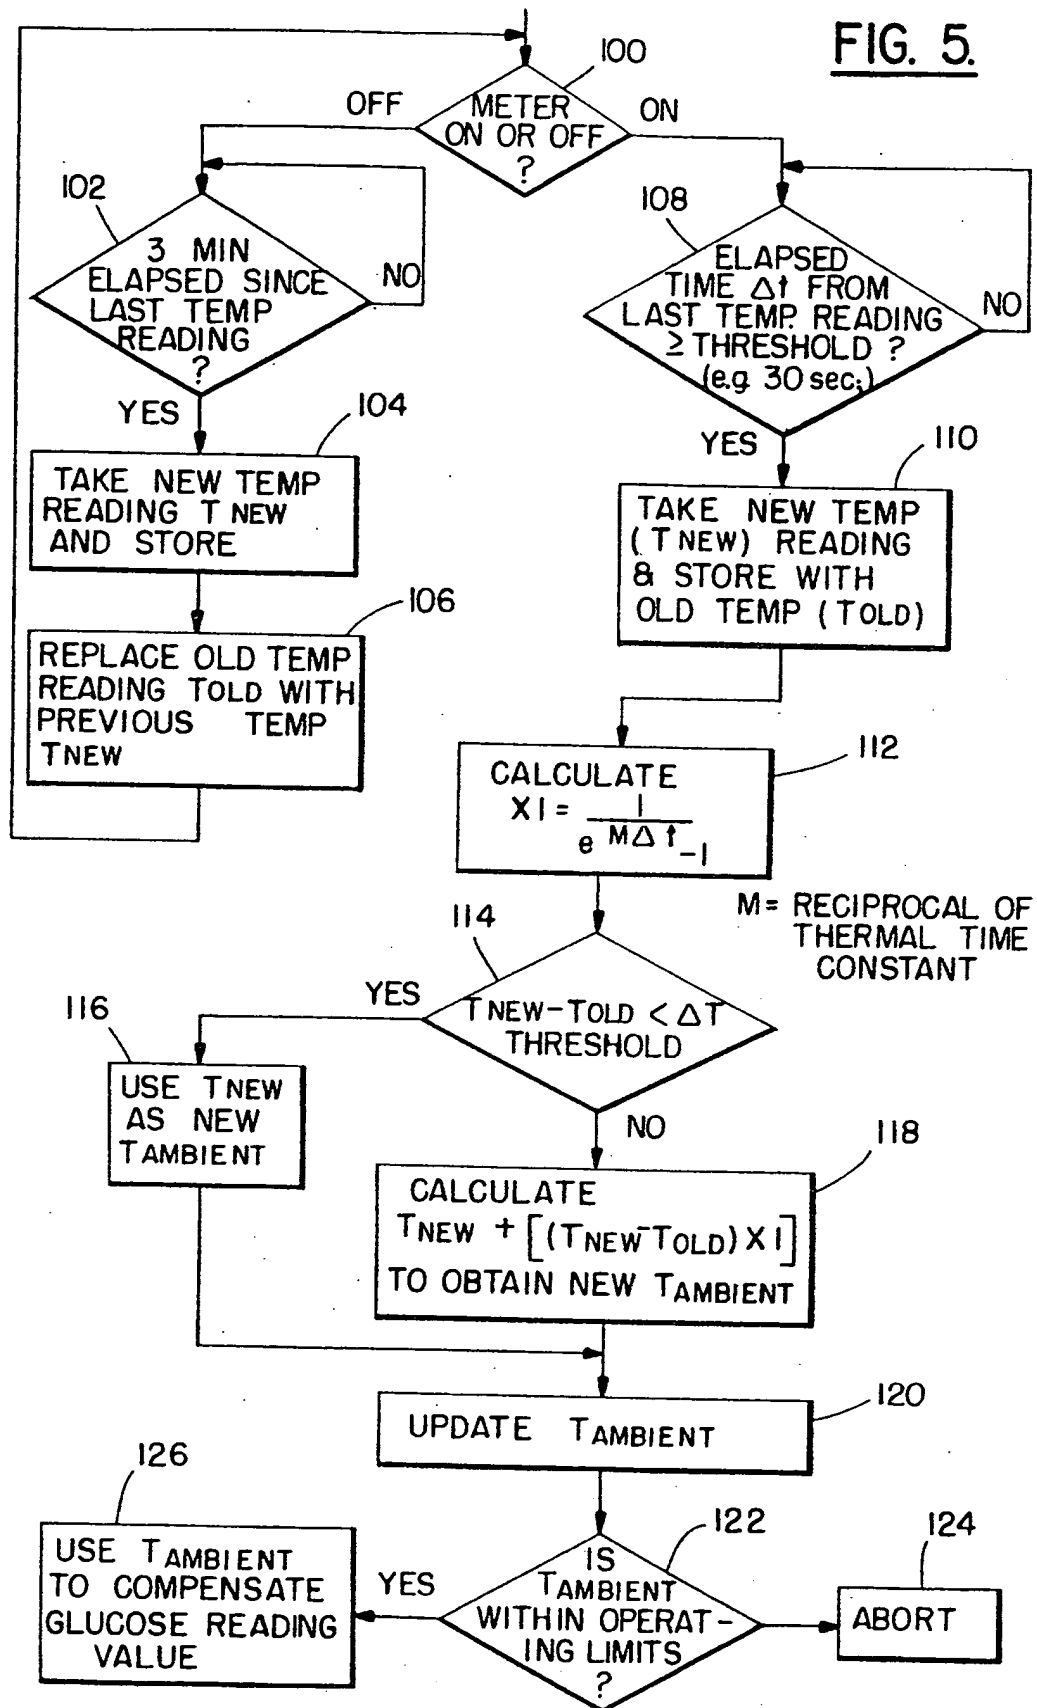 FIG. 5.
100
METER
ON OR OFF
?
OFF
ON
102
3 MIN
ELAPSED SINCE
LAST TEMP
READING
?
NO
YES
108
ELAPSED
TIME Δt FROM
LAST TEMP. READING
≥ THRESHOLD ?
(e.g 30 sec.)
NO
YES
104
TAKE NEW TEMP
READING TNEW
AND STORE
106
REPLACE OLD TEMP
READING TOLD WITH
PREVIOUS TEMP
TNEW
110
TAKE NEW TEMP
(TNEW) READING
& STORE WITH
OLD TEMP (TOLD)
112
CALCULATE
X1 = 1 / e MΔt -1
M = RECIPROCAL OF
THERMAL TIME
CONSTANT
114
TNEW-TOLD < ΔT
THRESHOLD
YES
NO
116
USE TNEW
AS NEW
TAMBIENT
118
CALCULATE
TNEW + [(TNEW-TOLD) X1]
TO OBTAIN NEW TAMBIENT
120
UPDATE TAMBIENT
122
IS
TAMBIENT
WITHIN OPERAT-
ING LIMITS
?
YES
124
ABORT
126
USE TAMBIENT
TO COMPENSATE
GLUCOSE READING
VALUE